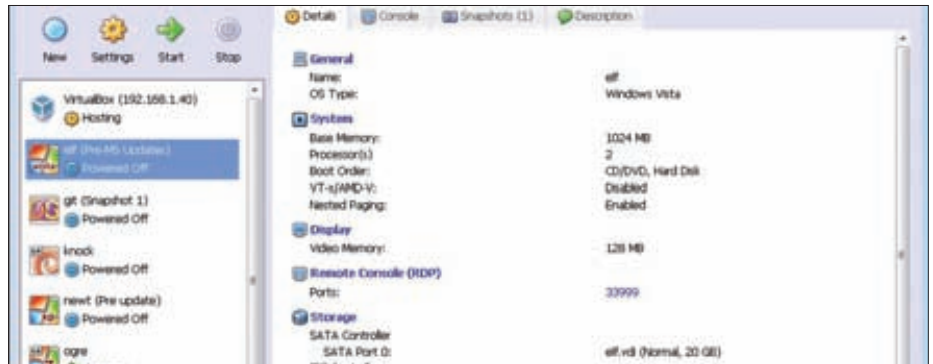 New Settings Start Stop
VirtualBox (192.168.1.40)
Hosting
elf (Pre-MS Updates)
Powered Off
git (Snapshot 1)
Powered Off
knock
Powered Off
newt (Pre update)
Powered Off
ogre
Details Console Snapshots (1) Description
General
Name: elf
OS Type: Windows Vista
System
Base Memory: 1024 MB
Processor(s) 2
Boot Order: CD/DVD, Hard Disk
VT-x/AMD-V: Disabled
Nested Paging: Enabled
Display
Video Memory: 128 MB
Remote Console (RDP)
Ports: 33999
Storage
SATA Controller
SATA Port 0: elf.vdi (Normal, 20 GB)